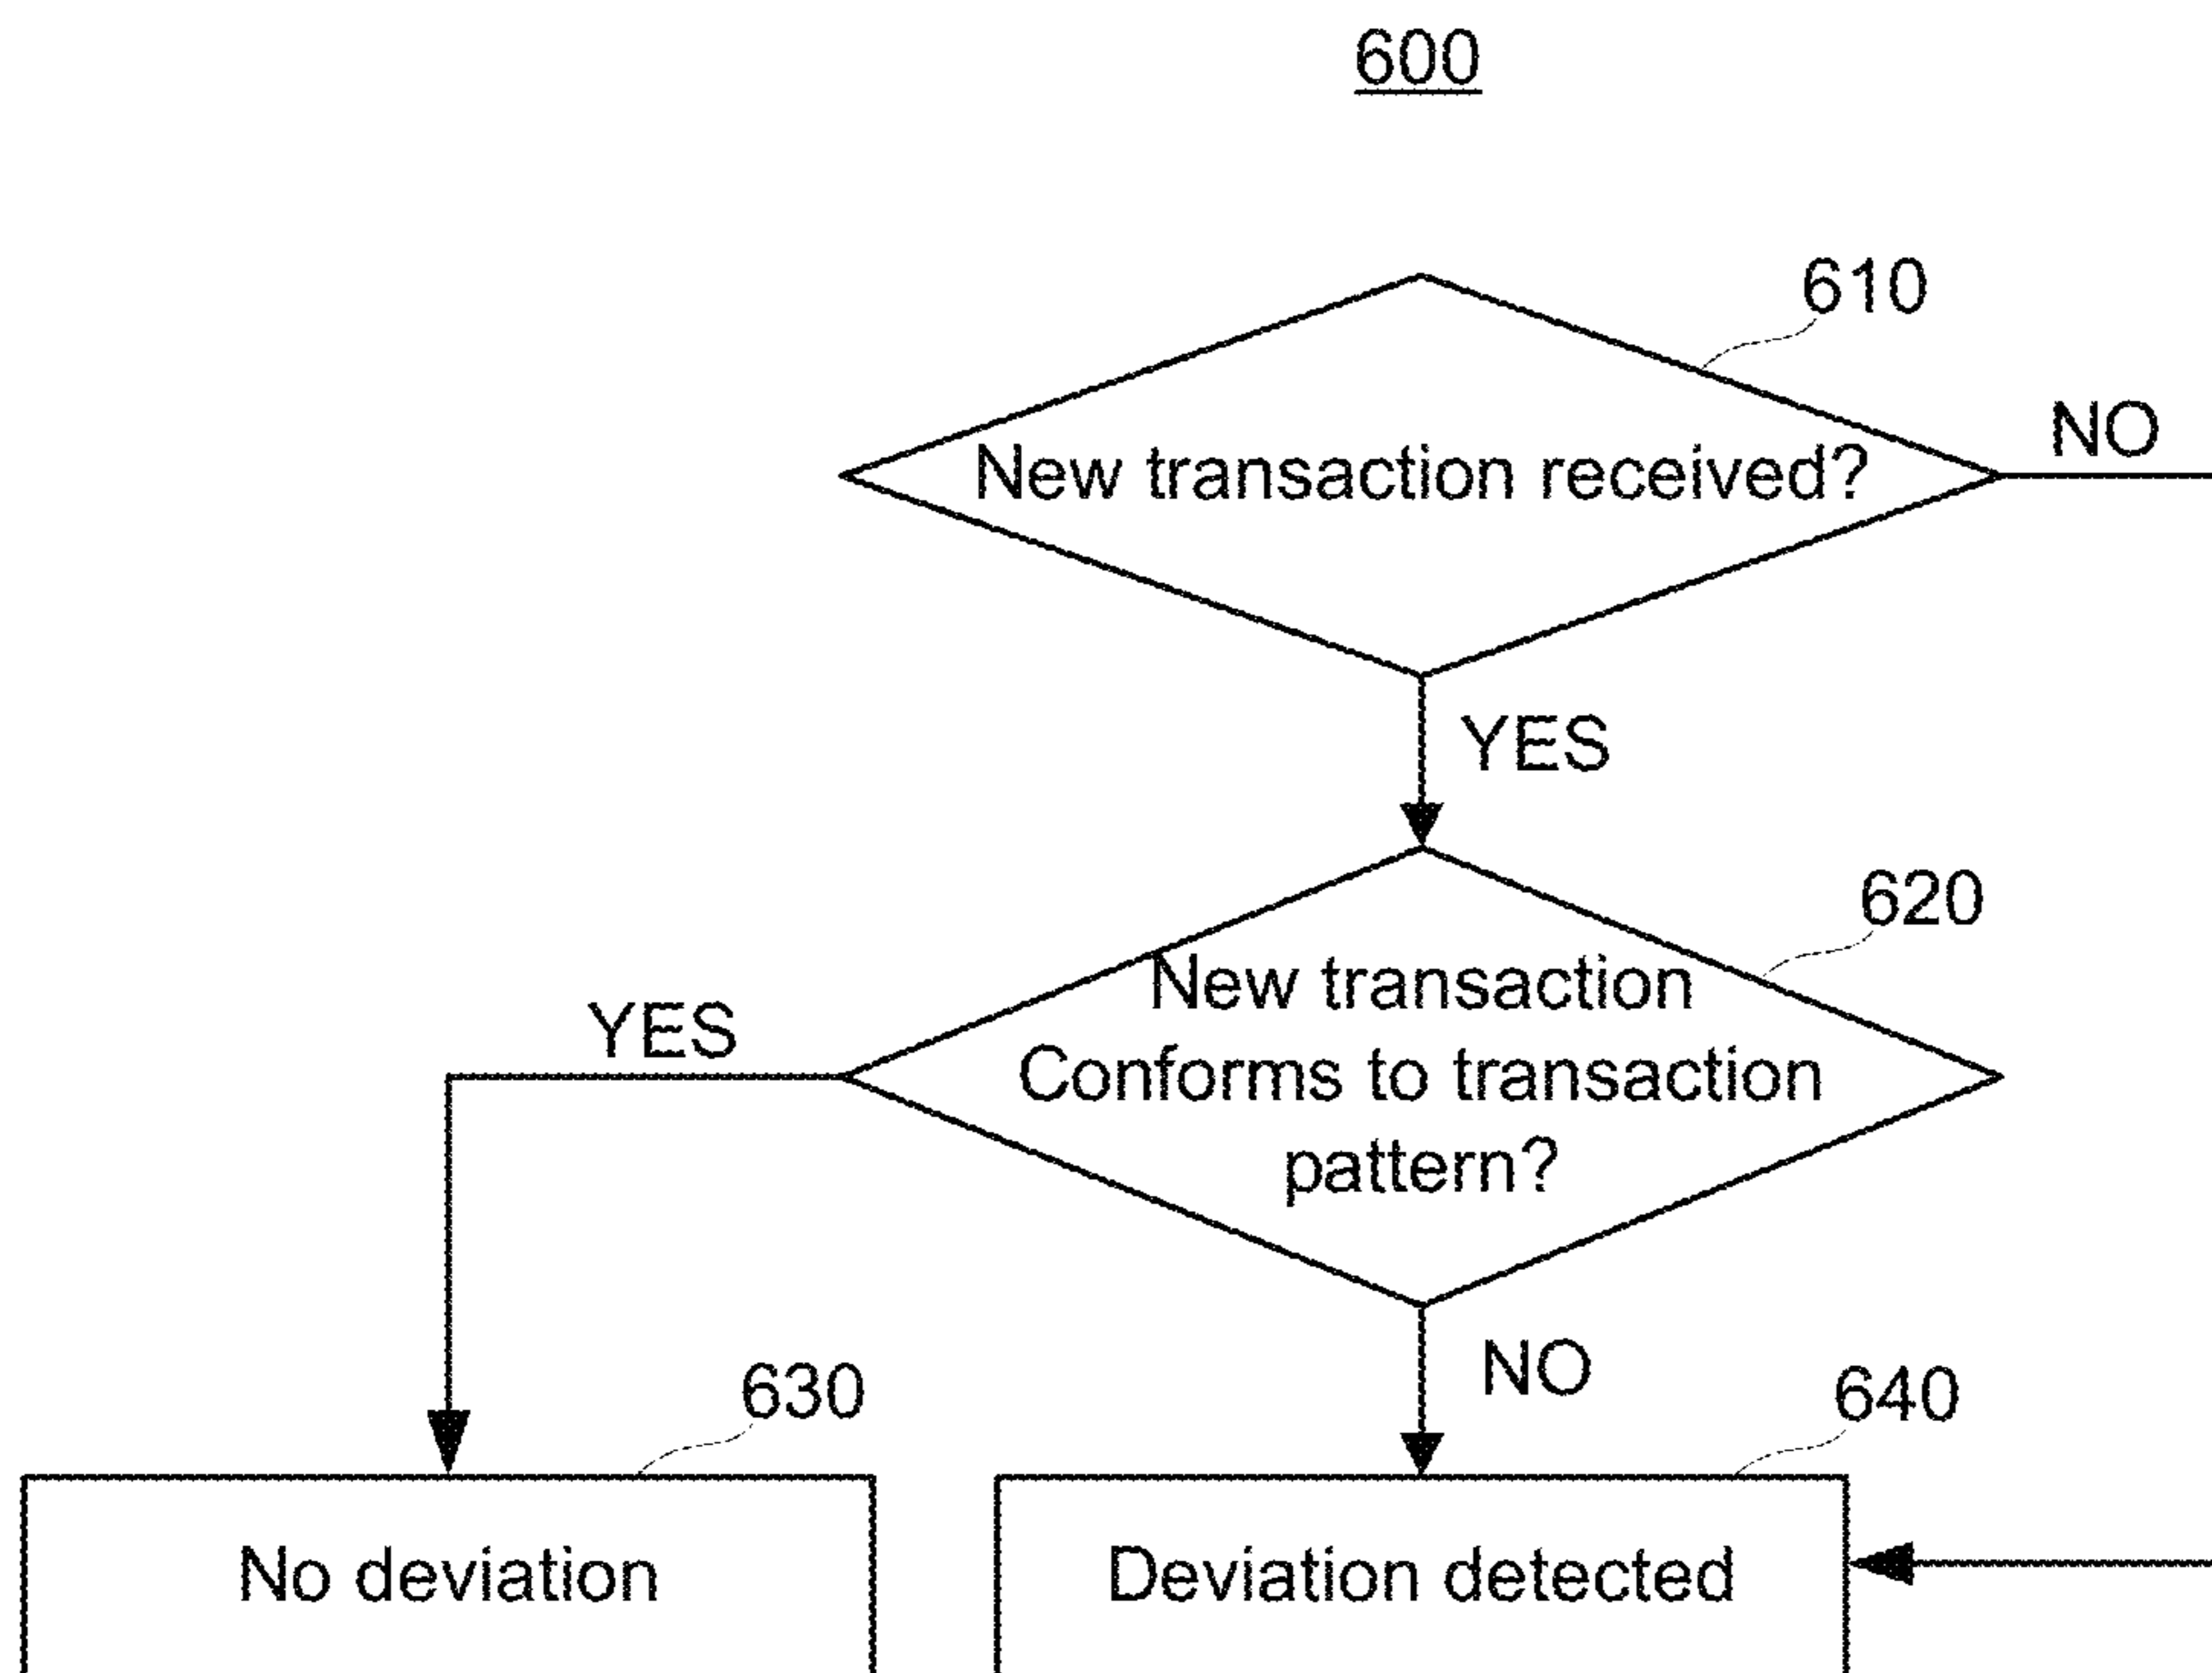 600
610
New transaction received?
NO
YES
620
New transaction
Conforms to transaction
pattern?
YES
NO
630
640
No deviation
Deviation detected